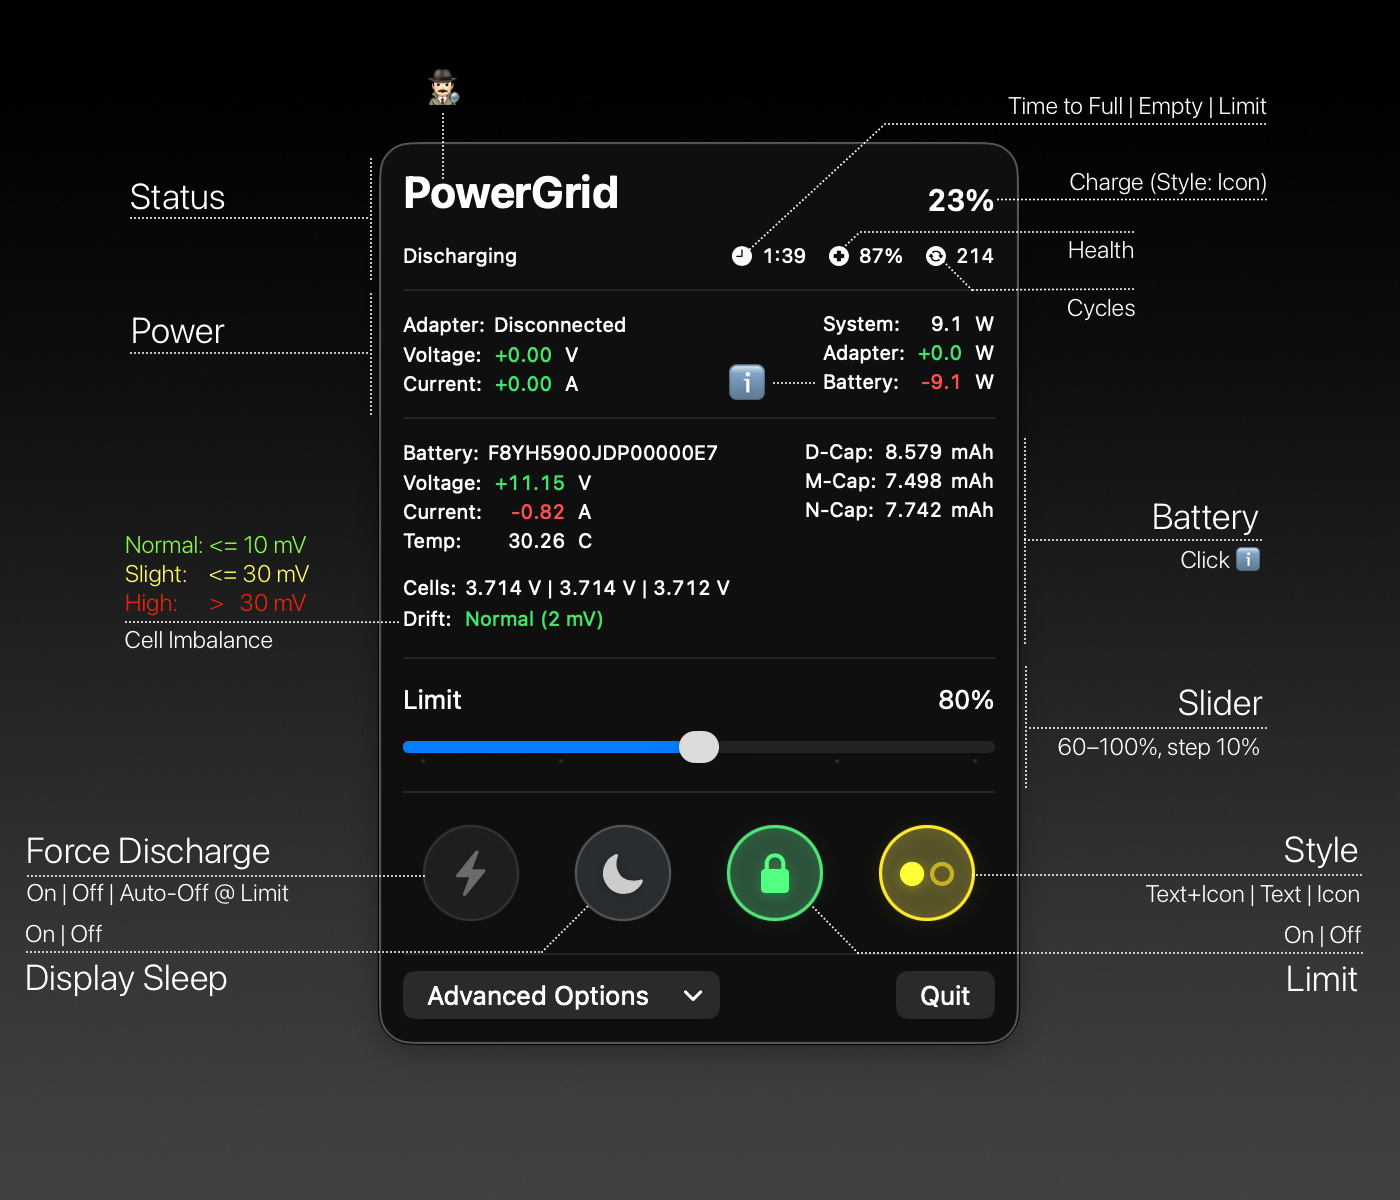 Time to Full | Empty | Limit
Status
PowerGrid
23%
Charge (Style: Icon)
Discharging
1:39
87%
214
Health
Cycles
Power
Adapter: Disconnected
Voltage: +0.00 V
Current: +0.00 A
System: 9.1 W
Adapter: +0.0 W
Battery: -9.1 W
Battery: F8YH5900JDP00000E7
Voltage: +11.15 V
Current: -0.82 A
Temp: 30.26 C
D-Cap: 8.579 mAh
M-Cap: 7.498 mAh
N-Cap: 7.742 mAh
Battery
Click ℹ️
Normal: <= 10 mV
Slight: <= 30 mV
High: > 30 mV
Cell Imbalance
Cells: 3.714 V | 3.714 V | 3.712 V
Drift: Normal (2 mV)
Limit
80%
Slider
60–100%, step 10%
Force Discharge
On | Off | Auto-Off @ Limit
On | Off
Display Sleep
Style
Text+Icon | Text | Icon
On | Off
Limit
Advanced Options
Quit